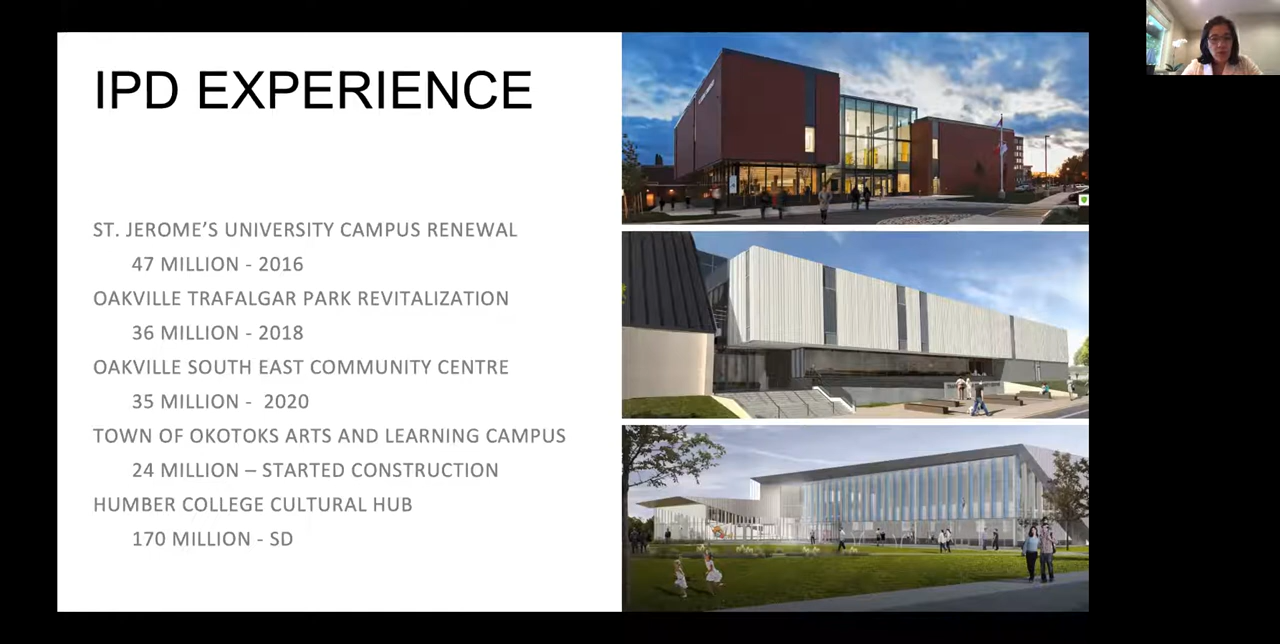 IPD EXPERIENCE
ST. JEROME’S UNIVERSITY CAMPUS RENEWAL
47 MILLION - 2016
OAKVILLE TRAFALGAR PARK REVITALIZATION
36 MILLION - 2018
OAKVILLE SOUTH EAST COMMUNITY CENTRE
35 MILLION -  2020
TOWN OF OKOTOKS ARTS AND LEARNING CAMPUS
24 MILLION – STARTED CONSTRUCTION
HUMBER COLLEGE CULTURAL HUB
170 MILLION - SD